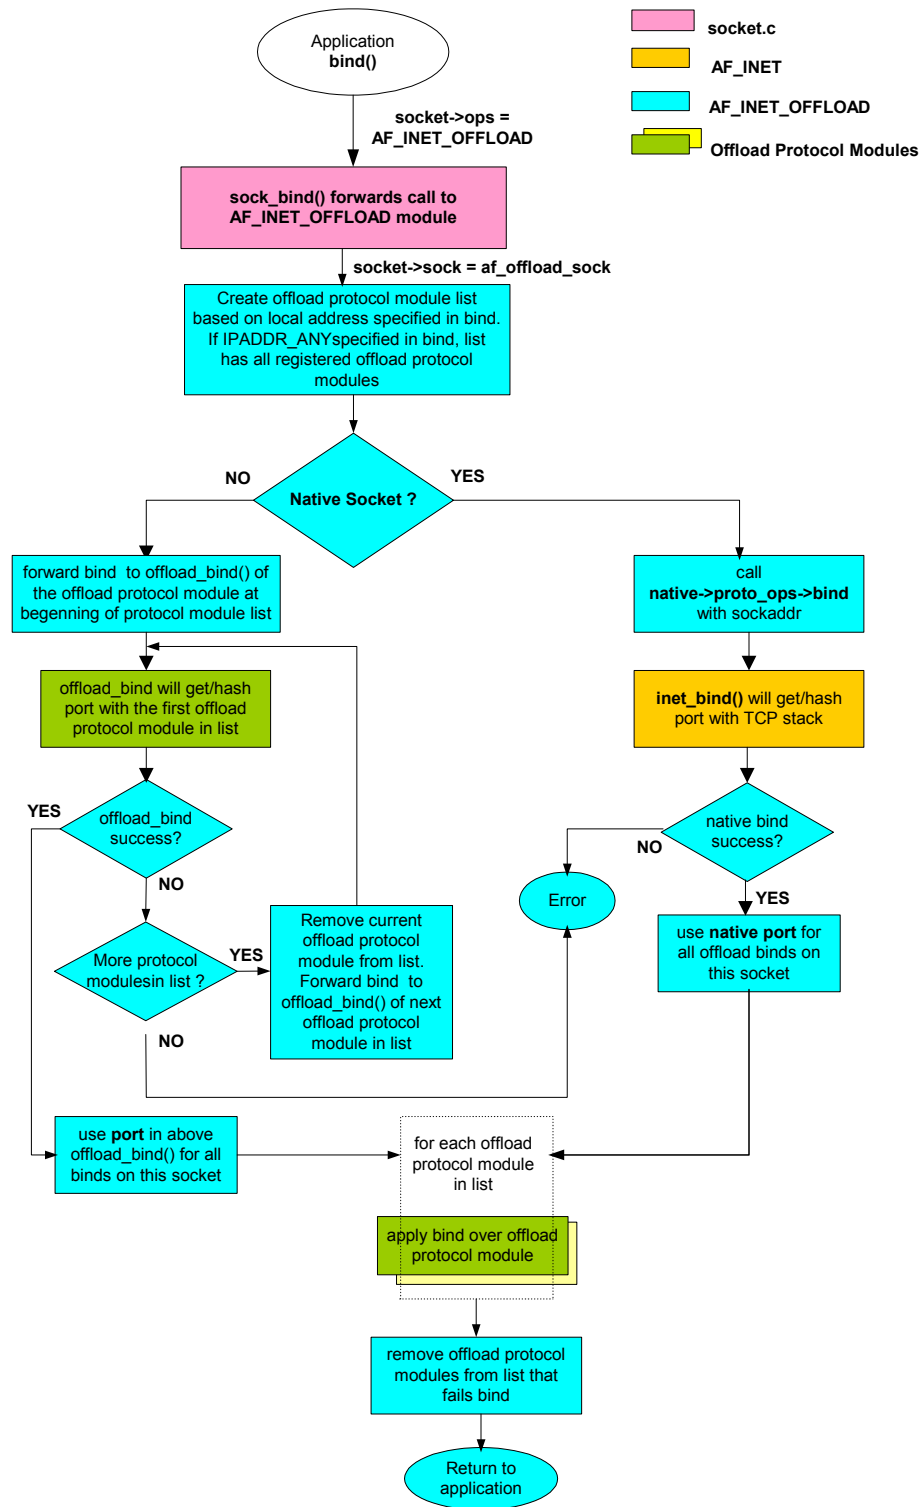 Application
bind()
socket.c
AF_INET
AF_INET_OFFLOAD
Offload Protocol Modules
socket->ops =
AF_INET_OFFLOAD
sock_bind() forwards call to
AF_INET_OFFLOAD module
socket->sock = af_offload_sock
Create offload protocol module list
based on local address specified in bind.
If IPADDR_ANYspecified in bind, list
has all registered offload protocol
modules
NO
YES
Native Socket ?
forward bind to offload_bind() of
the offload protocol module at
begenning of protocol module list
call
native->proto_ops->bind
with sockaddr
offload_bind will get/hash
port with the first offload
protocol module in list
inet_bind() will get/hash
port with TCP stack
YES
offload_bind
success?
NO
native bind
success?
NO
YES
Error
More protocol
modulesin list ?
YES
NO
Remove current
offload protocol
module from list.
Forward bind to
offload_bind() of next
offload protocol
module in list
use native port for
all offload binds on
this socket
use port in above
offload_bind() for all
binds on this socket
for each offload
protocol module
in list
apply bind over offload
protocol module
remove offload protocol
modules from list that
fails bind
Return to
application